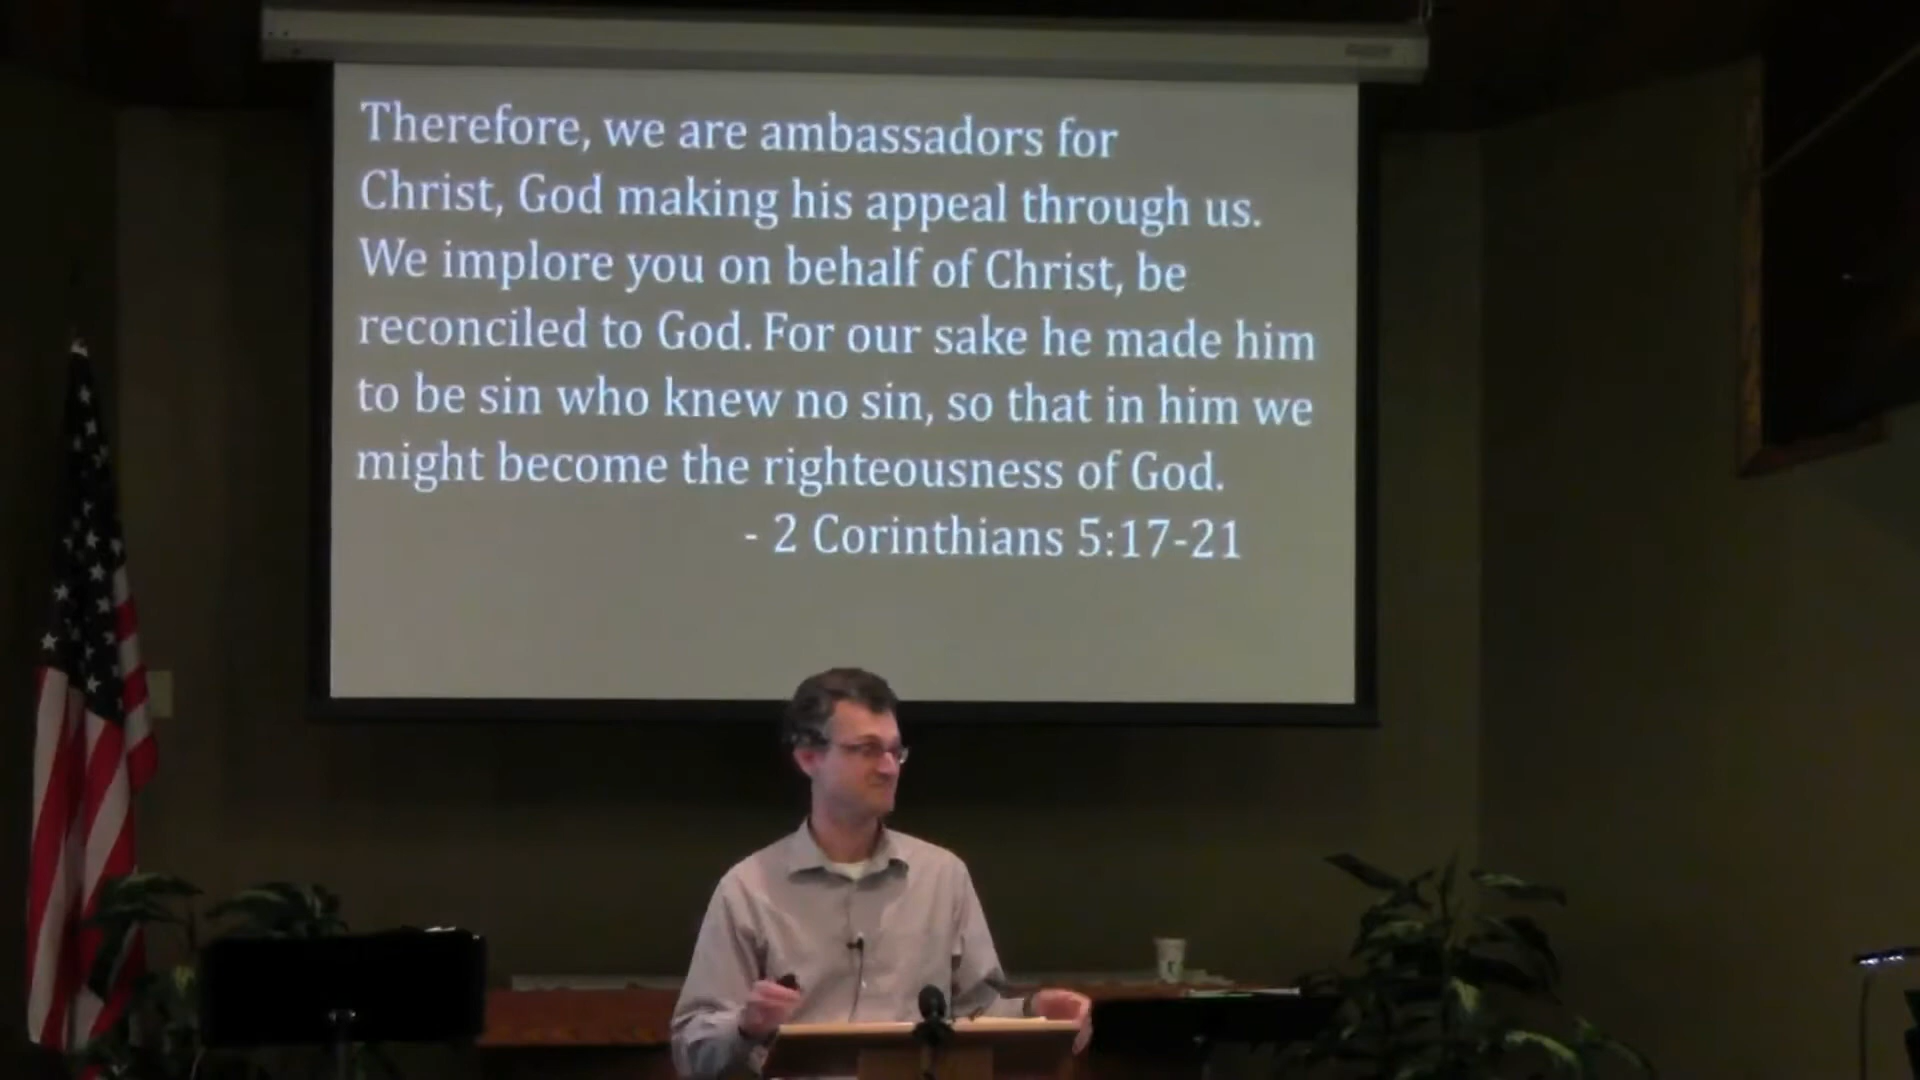 Therefore, we are ambassadors for
Christ, God making his appeal through us.
We implore you on behalf of Christ, be
reconciled to God. For our sake he made him
to be sin who knew no sin, so that in him we
might become the righteousness of God.
- 2 Corinthians 5:17-21